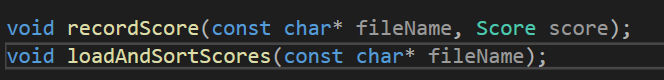 void recordScore(const char* fileName, Score score);
void loadAndSortScores(const char* fileName);